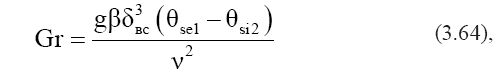 Gr = gβδ³вс (θse1 − θsi2) / ν² (3.64),